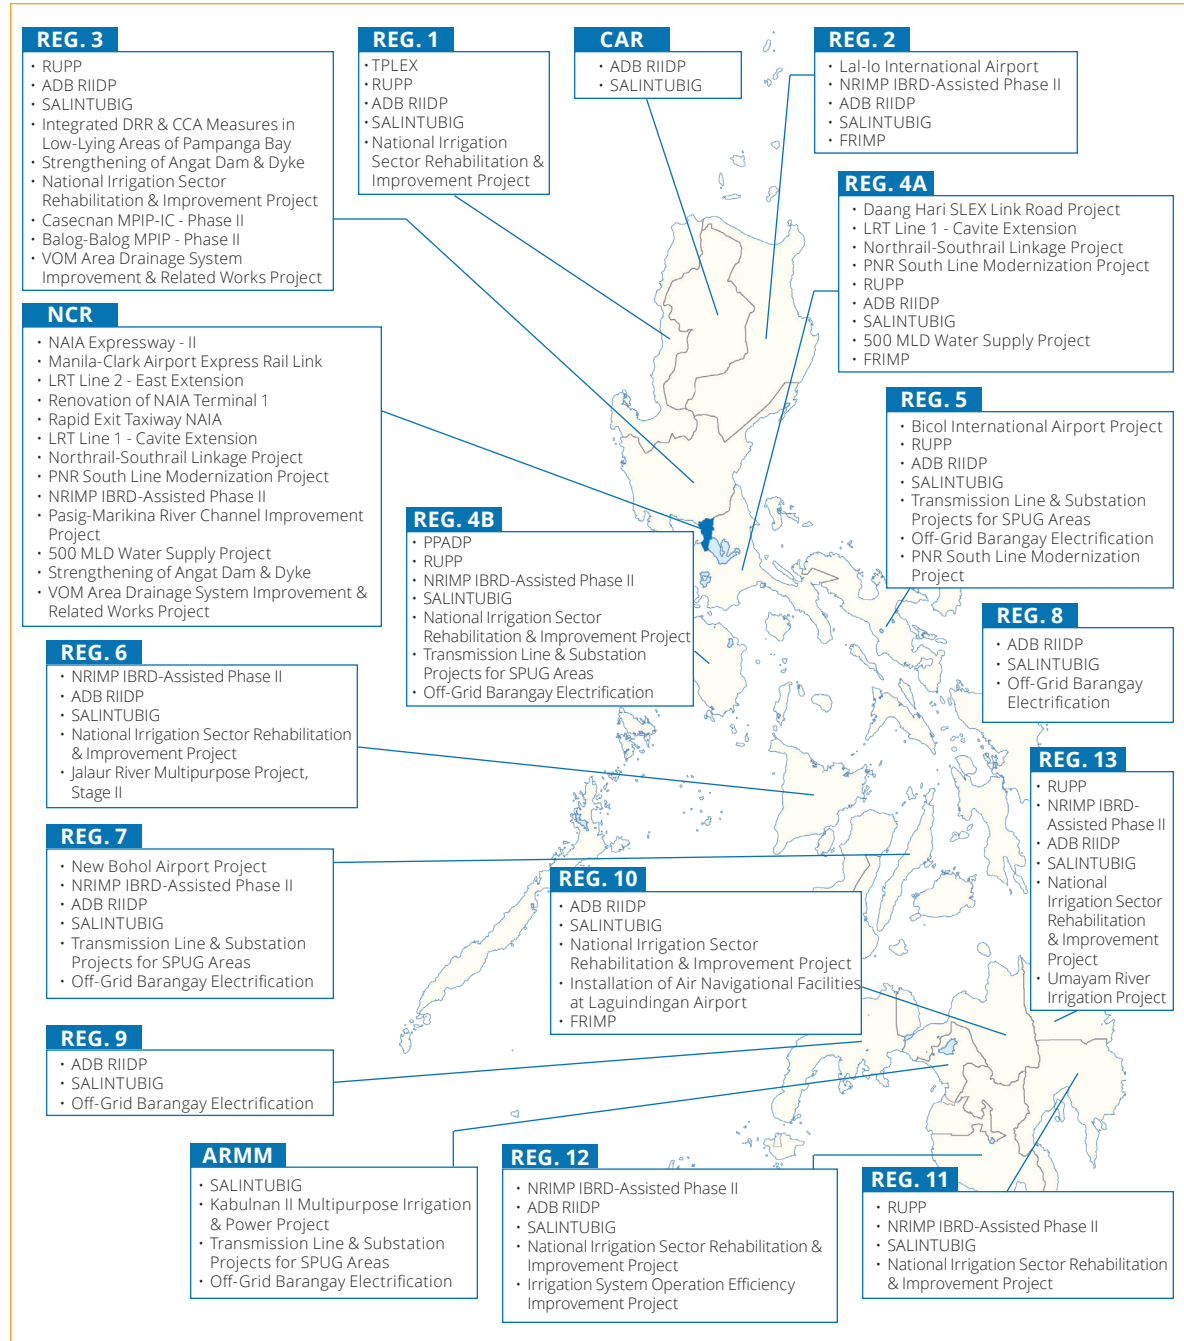 REG. 3
• RUPP
• ADB RIIDP
• SALINTUBIG
• Integrated DRR & CCA Measures in
Low-Lying Areas of Pampanga Bay
• Strengthening of Angat Dam & Dyke
• National Irrigation Sector
Rehabilitation & Improvement Project
• Casecnan MPIP-IC - Phase II
• Balog-Balog MPIP - Phase II
• VOM Area Drainage System
Improvement & Related Works Project
REG. 1
• TPLEX
• RUPP
• ADB RIIDP
• SALINTUBIG
• National Irrigation
Sector Rehabilitation &
Improvement Project
CAR
• ADB RIIDP
• SALINTUBIG
REG. 2
• Lal-lo International Airport
• NRIMP IBRD-Assisted Phase II
• ADB RIIDP
• SALINTUBIG
• FRIMP
REG. 4A
• Daang Hari SLEX Link Road Project
• LRT Line 1 - Cavite Extension
• Northrail-Southrail Linkage Project
• PNR South Line Modernization Project
• RUPP
• ADB RIIDP
• SALINTUBIG
• 500 MLD Water Supply Project
• FRIMP
NCR
• NAIA Expressway - II
• Manila-Clark Airport Express Rail Link
• LRT Line 2 - East Extension
• Renovation of NAIA Terminal 1
• Rapid Exit Taxiway NAIA
• LRT Line 1 - Cavite Extension
• Northrail-Southrail Linkage Project
• PNR South Line Modernization Project
• NRIMP IBRD-Assisted Phase II
• Pasig-Marikina River Channel Improvement
Project
• 500 MLD Water Supply Project
• Strengthening of Angat Dam & Dyke
• VOM Area Drainage System Improvement &
Related Works Project
REG. 5
• Bicol International Airport Project
• RUPP
• ADB RIIDP
• SALINTUBIG
• Transmission Line & Substation
Projects for SPUG Areas
• Off-Grid Barangay Electrification
• PNR South Line Modernization
Project
REG. 4B
• PPADP
• RUPP
• NRIMP IBRD-Assisted Phase II
• SALINTUBIG
• National Irrigation Sector
Rehabilitation & Improvement Project
• Transmission Line & Substation
Projects for SPUG Areas
• Off-Grid Barangay Electrification
REG. 8
• ADB RIIDP
• SALINTUBIG
• Off-Grid Barangay
Electrification
REG. 6
• NRIMP IBRD-Assisted Phase II
• ADB RIIDP
• SALINTUBIG
• National Irrigation Sector Rehabilitation
& Improvement Project
• Jalaur River Multipurpose Project,
Stage II
REG. 13
• RUPP
• NRIMP IBRD-
Assisted Phase II
• ADB RIIDP
• SALINTUBIG
• National
Irrigation Sector
Rehabilitation
& Improvement
Project
• Umayam River
Irrigation Project
REG. 7
• New Bohol Airport Project
• NRIMP IBRD-Assisted Phase II
• ADB RIIDP
• SALINTUBIG
• Transmission Line & Substation
Projects for SPUG Areas
• Off-Grid Barangay Electrification
REG. 10
• ADB RIIDP
• SALINTUBIG
• National Irrigation Sector
Rehabilitation & Improvement Project
• Installation of Air Navigational Facilities
at Laguindingan Airport
• FRIMP
REG. 9
• ADB RIIDP
• SALINTUBIG
• Off-Grid Barangay Electrification
ARMM
• SALINTUBIG
• Kabulnan II Multipurpose Irrigation
& Power Project
• Transmission Line & Substation
Projects for SPUG Areas
• Off-Grid Barangay Electrification
REG. 12
• NRIMP IBRD-Assisted Phase II
• ADB RIIDP
• SALINTUBIG
• National Irrigation Sector Rehabilitation &
Improvement Project
• Irrigation System Operation Efficiency
Improvement Project
REG. 11
• RUPP
• NRIMP IBRD-Assisted Phase II
• SALINTUBIG
• National Irrigation Sector Rehabilitation
& Improvement Project